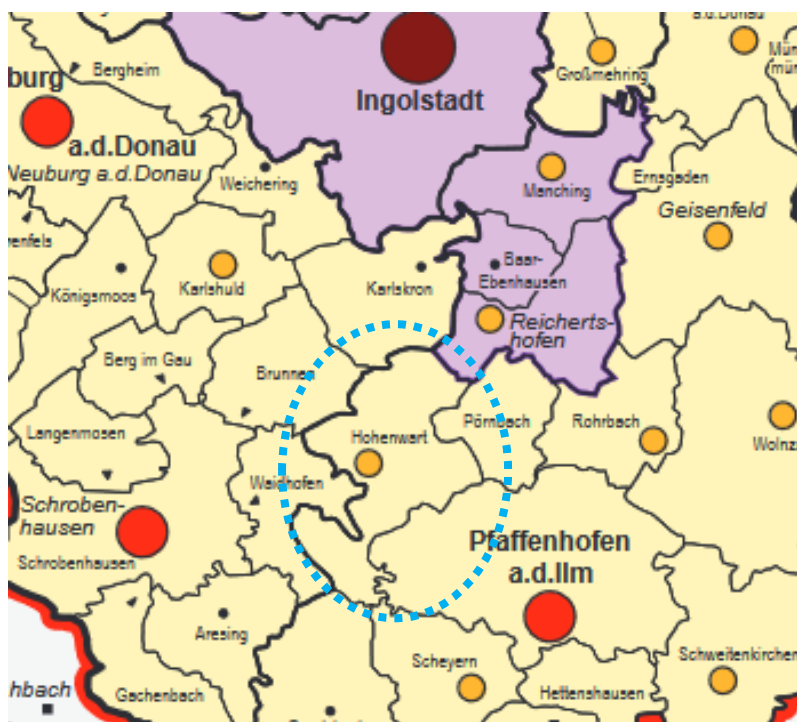 a.d.Donau
Bergheim
Großmehring
burg
Ingolstadt
a.d.Donau
Neuburg a.d.Donau
Weichering
Manching
Ernsgaden
Geisenfeld
Baar-
Ebenhausen
Königsmoos
Karlshuld
Karlskron
Reicherts-
hofen
Berg im Gau
Brunnen
Langenmosen
Hohenwart
Pörnbach
Rohrbach
Wolnz
Waidhofen
Schroben-
hausen
Schrobenhausen
Pfaffenhofen
a.d.Ilm
Aresing
Scheyern
Schweitenkirchen
Gachenbach
Hettenshausen
hbach